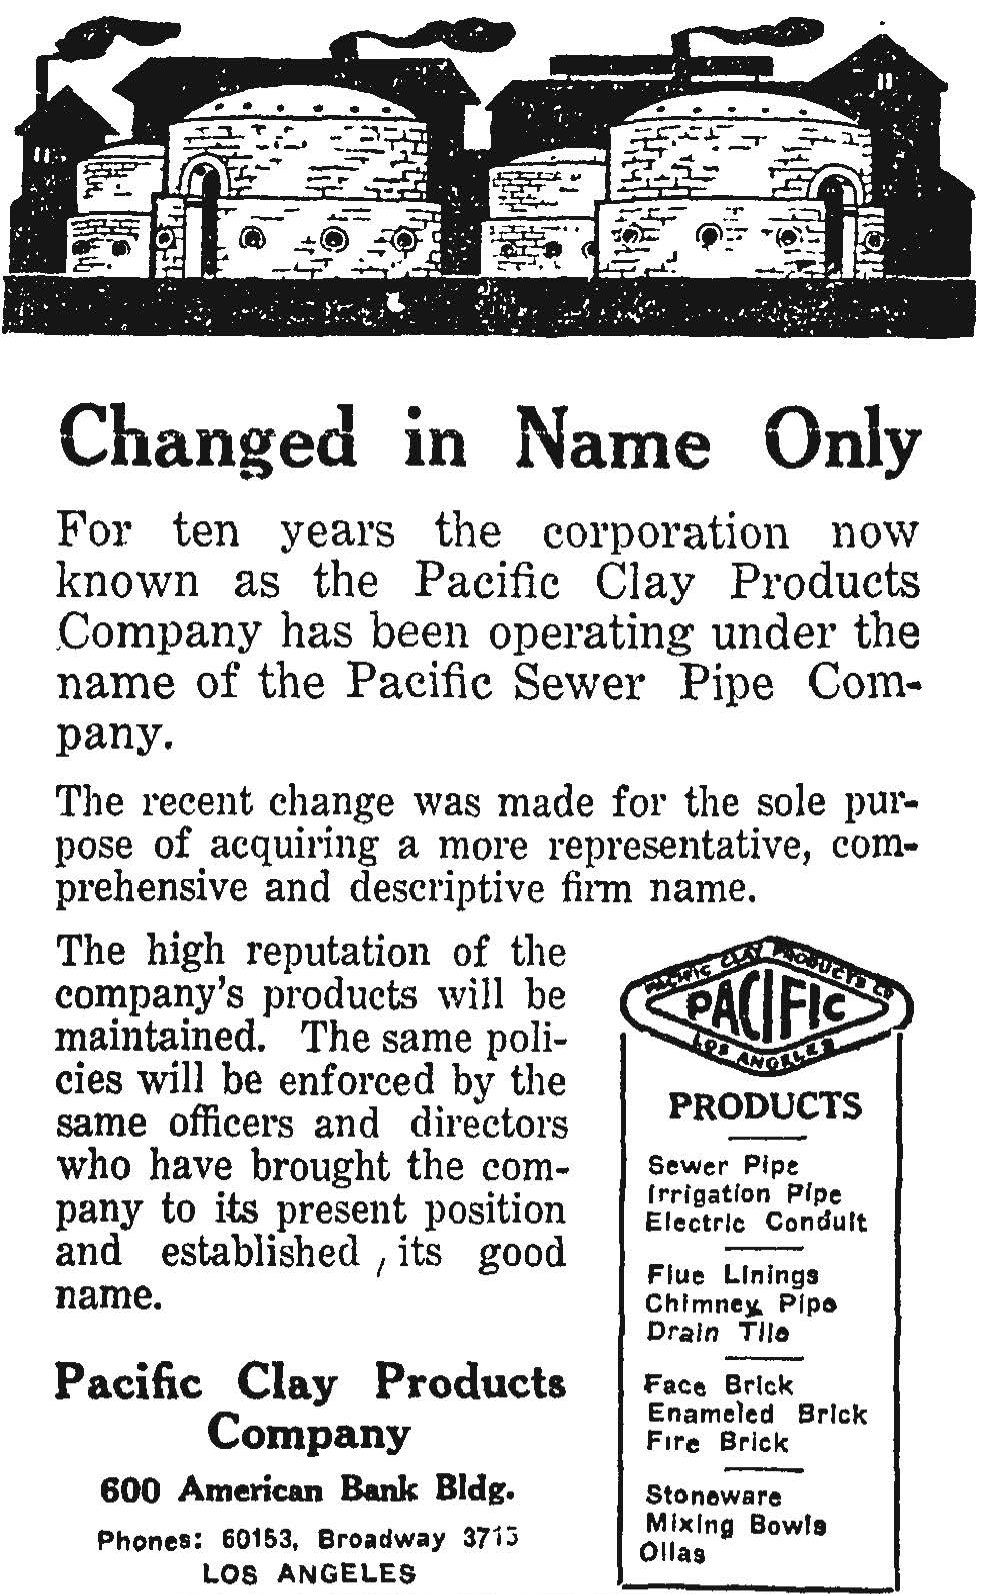 Changed in Name Only
For ten years the corporation now
known as the Pacific Clay Products
Company has been operating under the
name of the Pacific Sewer Pipe Com-
pany.
The recent change was made for the sole pur-
pose of acquiring a more representative, com-
prehensive and descriptive firm name.
The high reputation of the
company's products will be
maintained. The same poli-
cies will be enforced by the
same officers and directors
who have brought the com-
pany to its present position
and established, its good
name.
Pacific Clay Products
Company
600 American Bank Bldg.
Phones: 60153, Broadway
LOS ANGELES
PACIFIC CLAY PRODUCTS CO
PACIFIC
LOS ANGELES
PRODUCTS
Sewer Pipe
Irrigation Pipe
Electric Conduit
Flue Linings
Chimney Pipe
Drain Tile
Face Brick
Enameled Brick
Fire Brick
Stoneware
Mixing Bowls
Ollas